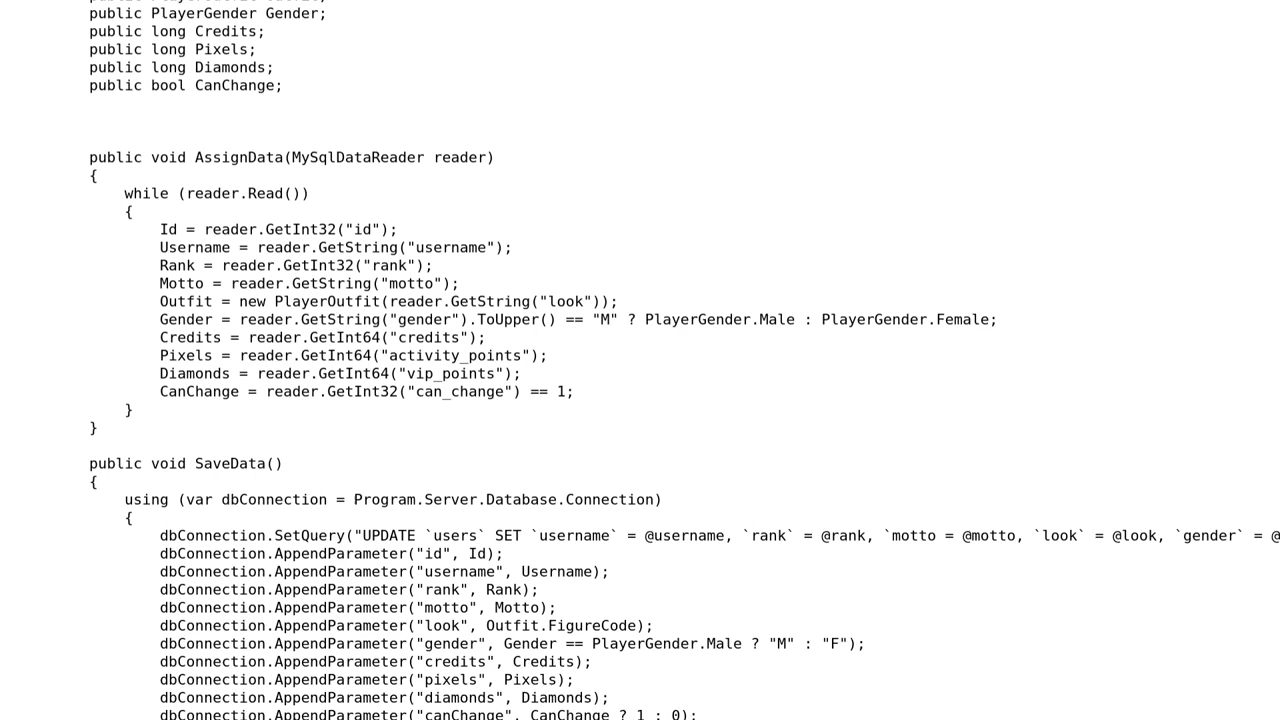 public PlayerGender Gender;
public long Credits;
public long Pixels;
public long Diamonds;
public bool CanChange;
public void AssignData(MySqlDataReader reader)
{
while (reader.Read())
{
Id = reader.GetInt32("id");
Username = reader.GetString("username");
Rank = reader.GetInt32("rank");
Motto = reader.GetString("motto");
Outfit = new PlayerOutfit(reader.GetString("look"));
Gender = reader.GetString("gender").ToUpper() == "M" ? PlayerGender.Male : PlayerGender.Female;
Credits = reader.GetInt64("credits");
Pixels = reader.GetInt64("activity_points");
Diamonds = reader.GetInt64("vip_points");
CanChange = reader.GetInt32("can_change") == 1;
}
}
public void SaveData()
{
using (var dbConnection = Program.Server.Database.Connection)
{
dbConnection.SetQuery("UPDATE `users` SET `username` = @username, `rank` = @rank, `motto = @motto, `look` = @look, `gender` = @
dbConnection.AppendParameter("id", Id);
dbConnection.AppendParameter("username", Username);
dbConnection.AppendParameter("rank", Rank);
dbConnection.AppendParameter("motto", Motto);
dbConnection.AppendParameter("look", Outfit.FigureCode);
dbConnection.AppendParameter("gender", Gender == PlayerGender.Male ? "M" : "F");
dbConnection.AppendParameter("credits", Credits);
dbConnection.AppendParameter("pixels", Pixels);
dbConnection.AppendParameter("diamonds", Diamonds);
dbConnection.AppendParameter("canChange", CanChange ? 1 : 0);